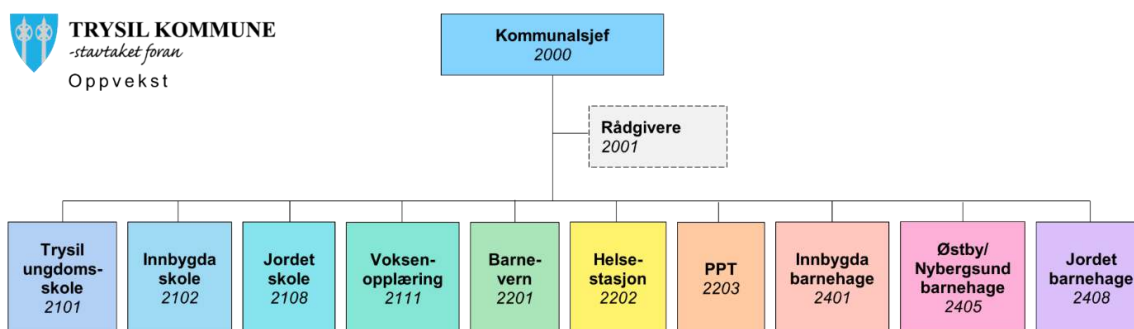 TRYSIL KOMMUNE
-stavtaket foran
Oppvekst
Kommunalsjef
2000
Rådgivere
2001
Trysil
ungdoms-
skole
2101
Innbygda
skole
2102
Jordet
skole
2108
Voksen-
opplæring
2111
Barne-
vern
2201
Helse-
stasjon
2202
PPT
2203
Innbygda
barnehage
2401
Østby/
Nybergsund
barnehage
2405
Jordet
barnehage
2408